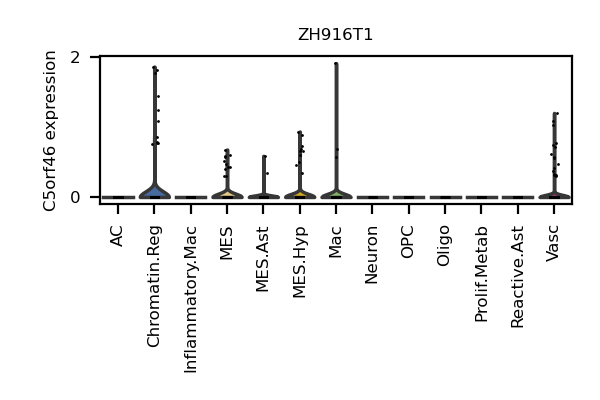 ZH916T1
C5orf46 expression
2
0
AC
Chromatin.Reg
Inflammatory.Mac
MES
MES.Ast
MES.Hyp
Mac
Neuron
OPC
Oligo
Prolif.Metab
Reactive.Ast
Vasc